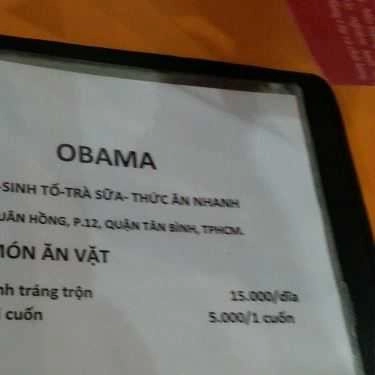 OBAMA
-SINH TỐ-TRÀ SỮA- THỨC ĂN NHANH
UÂN HỒNG, P.12, QUẬN TÂN BÌNH, TPHCM.
MÓN ĂN VẶT
nh tráng trộn 15.000/đĩa
cuốn 5.000/1 cuốn